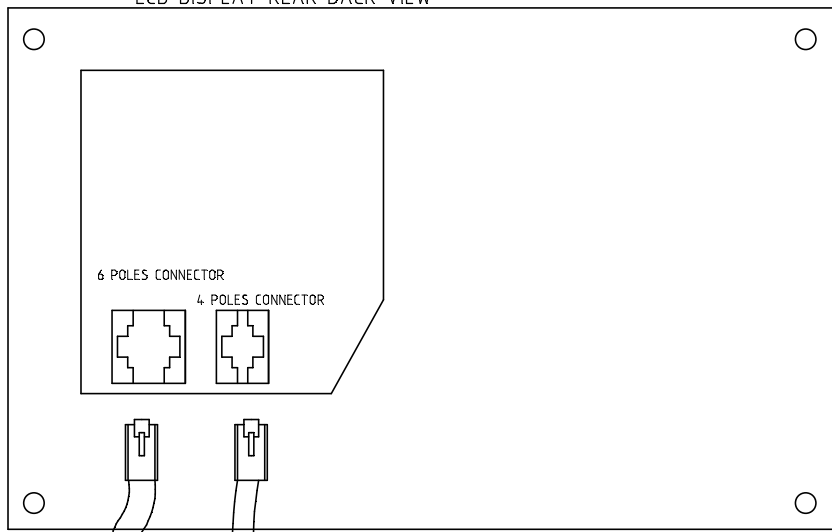 LCD DISPLAY REAR BACK VIEW
6 POLES CONNECTOR
4 POLES CONNECTOR